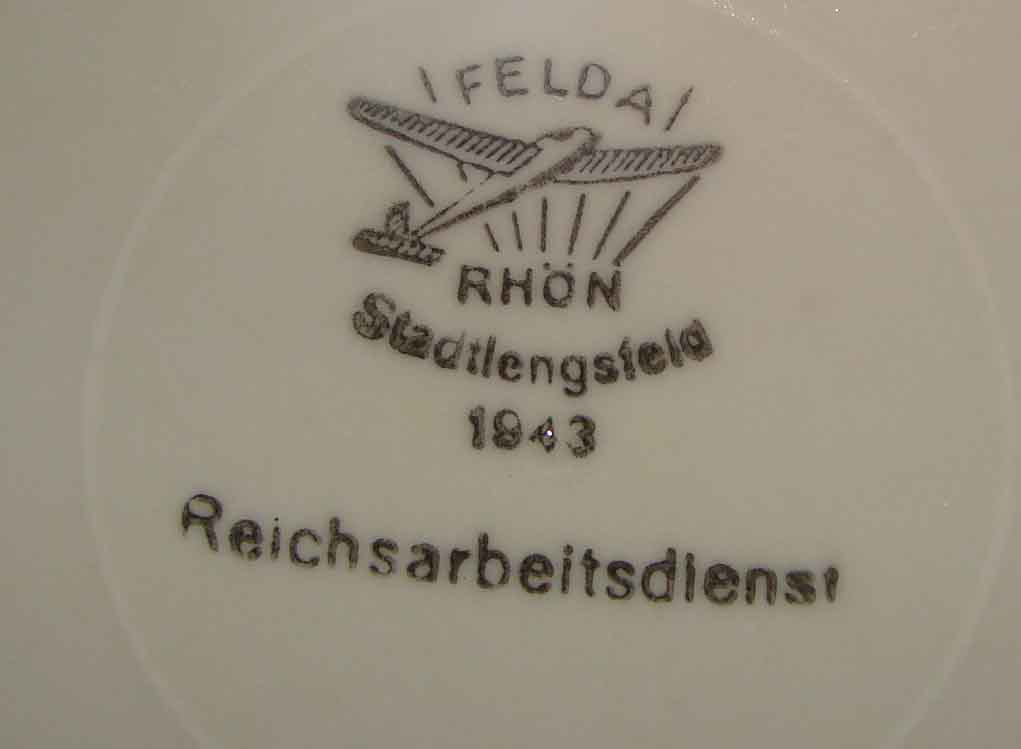 FELDA
RHÖN
Stadtlengsfeld
1943
Reichsarbeitsdienst